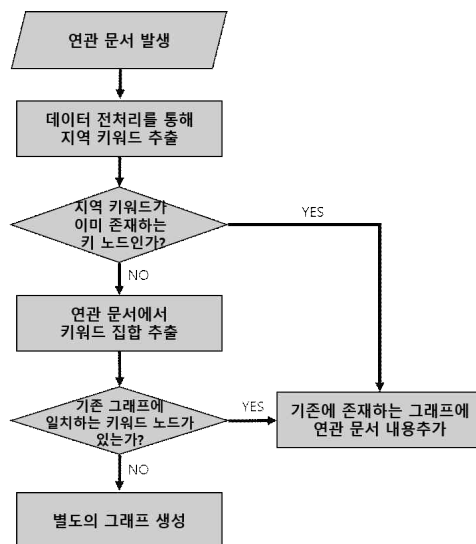 연관 문서 발생
데이터 전처리를 통해
지역 키워드 추출
지역 키워드가
이미 존재하는
키 노드인가?
YES
NO
연관 문서에서
키워드 집합 추출
기존 그래프에
일치하는 키워드 노드가
있는가?
YES
기존에 존재하는 그래프에
연관 문서 내용추가
NO
별도의 그래프 생성